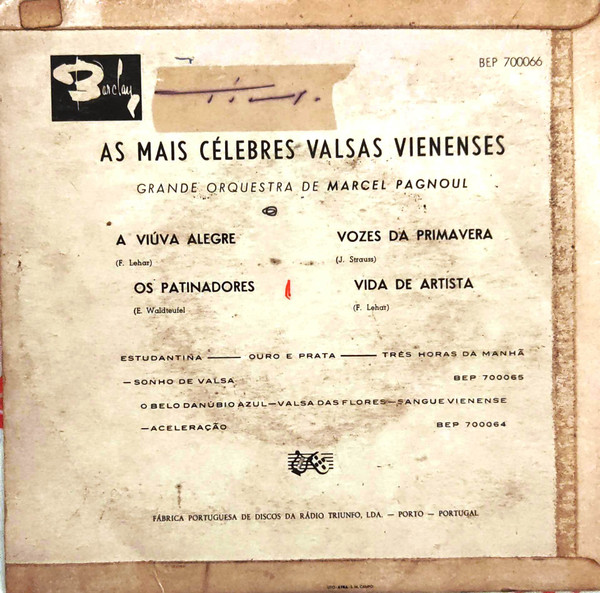 Barclay
BEP 700066
AS MAIS CÉLEBRES VALSAS VIENENSES
GRANDE ORQUESTRA DE MARCEL PAGNOUL
A VIÚVA ALEGRE
(F. Lehar)
VOZES DA PRIMAVERA
(J. Strauss)
OS PATINADORES
(E. Waldteufel
VIDA DE ARTISTA
(F. Lehar)
ESTUDANTIÑA — OURO E PRATA — TRÊS HORAS DA MANHÃ
—SONHO DE VALSA BEP 700065
O BELO DANÚBIO AZUL—VALSA DAS FLORES—SANGUE VIENENSE
—ACELERAÇÃO BEP 700064
FÁBRICA PORTUGUESA DE DISCOS DA RÁDIO TRIUNFO, LDA. — PORTO — PORTUGAL